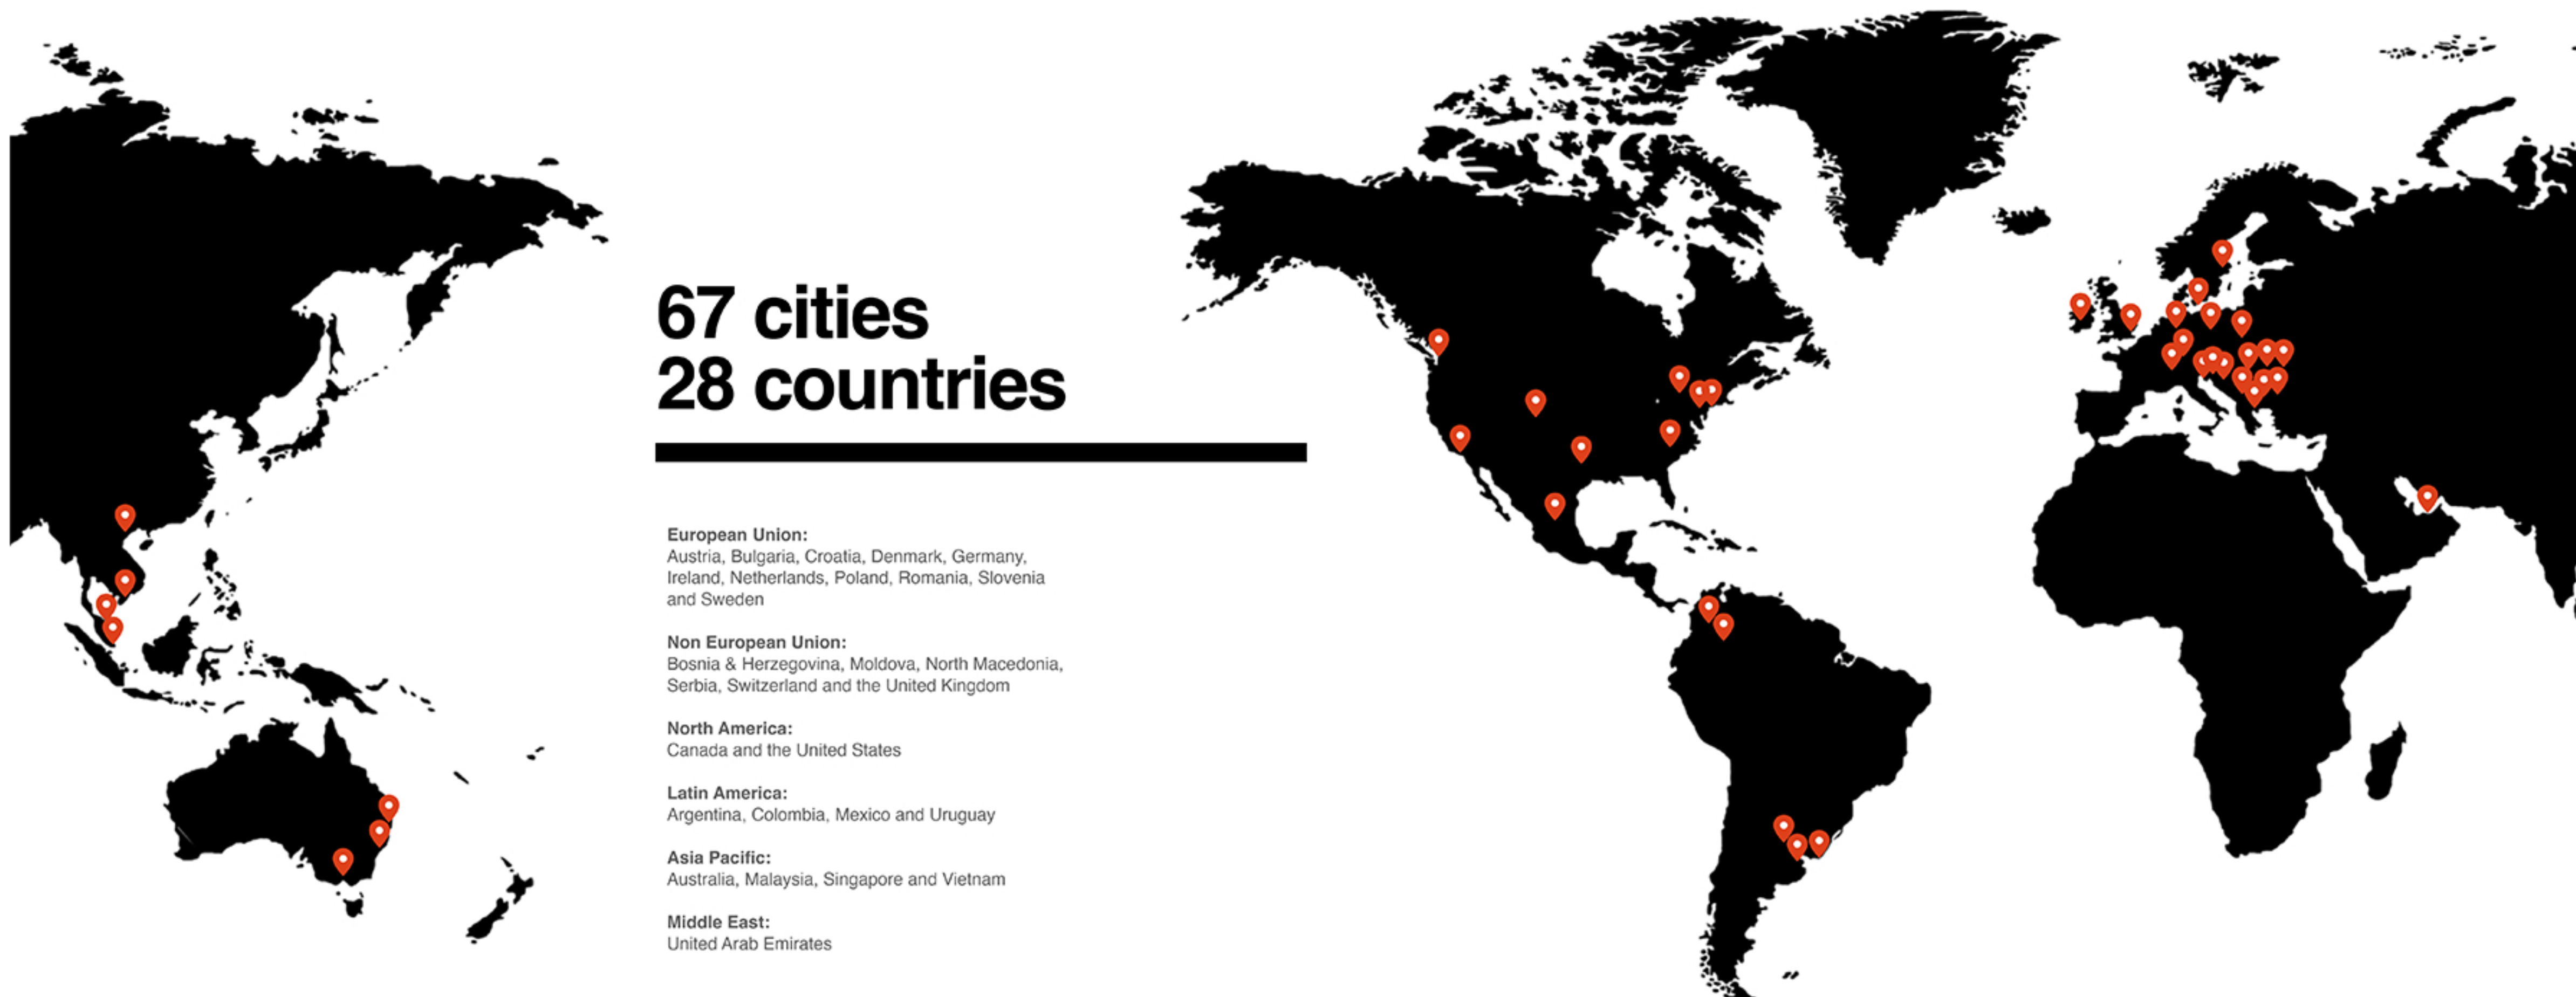 67 cities
28 countries
European Union:
Austria, Bulgaria, Croatia, Denmark, Germany,
Ireland, Netherlands, Poland, Romania, Slovenia
and Sweden
Non European Union:
Bosnia & Herzegovina, Moldova, North Macedonia,
Serbia, Switzerland and the United Kingdom
North America:
Canada and the United States
Latin America:
Argentina, Colombia, Mexico and Uruguay
Asia Pacific:
Australia, Malaysia, Singapore and Vietnam
Middle East:
United Arab Emirates